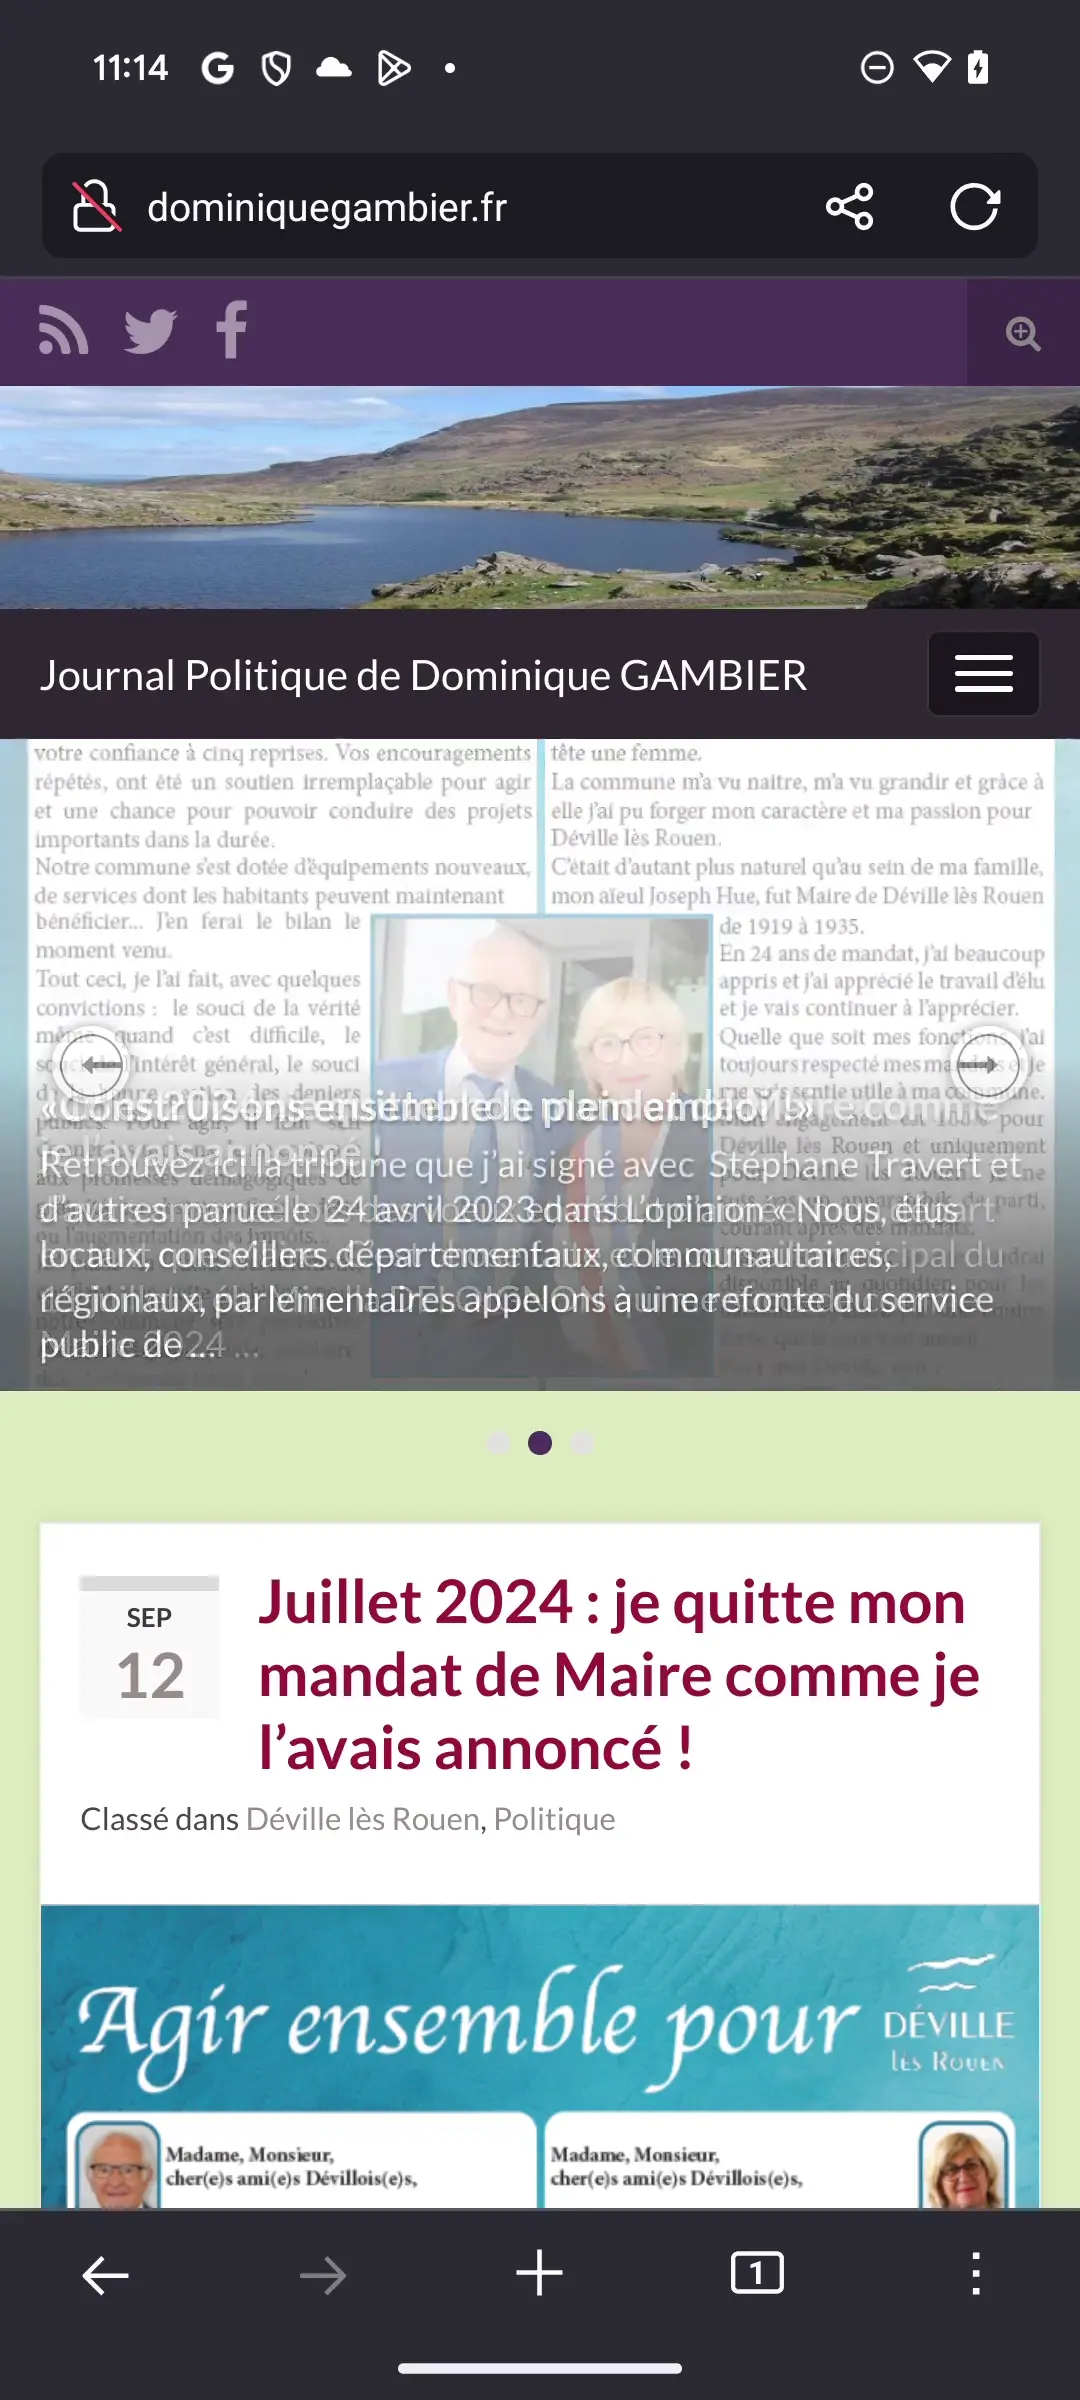 11:14
dominiquegambier.fr
Journal Politique de Dominique GAMBIER
votre confiance à cinq reprises. Vos encouragements
répétés, ont été un soutien irremplaçable pour agir
et une chance pour pouvoir conduire des projets
importants dans la durée.
Notre commune s'est dotée d'équipements nouveaux,
de services dont les habitants peuvent maintenant
bénéficier... J'en ferai le bilan le
moment venu.
Tout ceci, je l'ai fait, avec quelques
convictions : le souci de la vérité
même quand c'est difficile, le
l'intérêt général, le souci
tête une femme.
La commune m'a vu naitre, m'a vu grandir et grâce à
elle j'ai pu forger mon caractère et ma passion pour
Déville lès Rouen.
C'était d'autant plus naturel qu'au sein de ma famille,
mon aïeul Joseph Hue, fut Maire de Déville lès Rouen
de 1919 à 1935.
En 24 ans de mandat, j'ai beaucoup
appris et j'ai apprécié le travail d'élu
et je vais continuer à l'apprécier.
Quelle que soit mes fonctions, j'ai
toujours respecté mes mandats et je
«Construisons ensemble le plein emploi !»
Retrouvez ici la tribune que j’ai signé avec Stéphane Travert et
d’autres parue le 24 avril 2023 dans L’opinion « Nous, élus
locaux, conseillers départementaux, communautaires,
régionaux, parlementaires appelons à une refonte du service
public de ...
SEP
12
Juillet 2024 : je quitte mon
mandat de Maire comme je
l’avais annoncé !
Classé dans Déville lès Rouen, Politique
Agir ensemble pour
DÉVILLE
lès Rouen
Madame, Monsieur,
cher(e)s ami(e)s Dévillois(e)s,
Madame, Monsieur,
cher(e)s ami(e)s Dévillois(e)s,
1